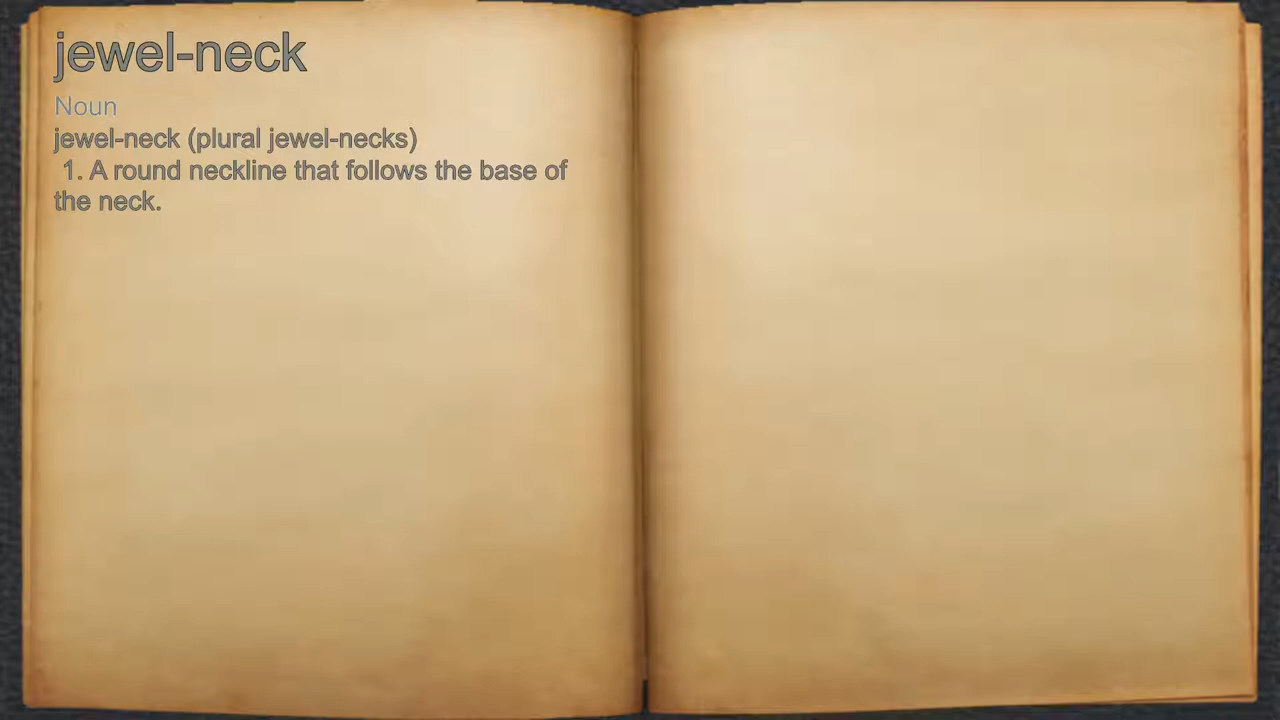 jewel-neck
Noun
jewel-neck (plural jewel-necks)
1. A round neckline that follows the base of
the neck.